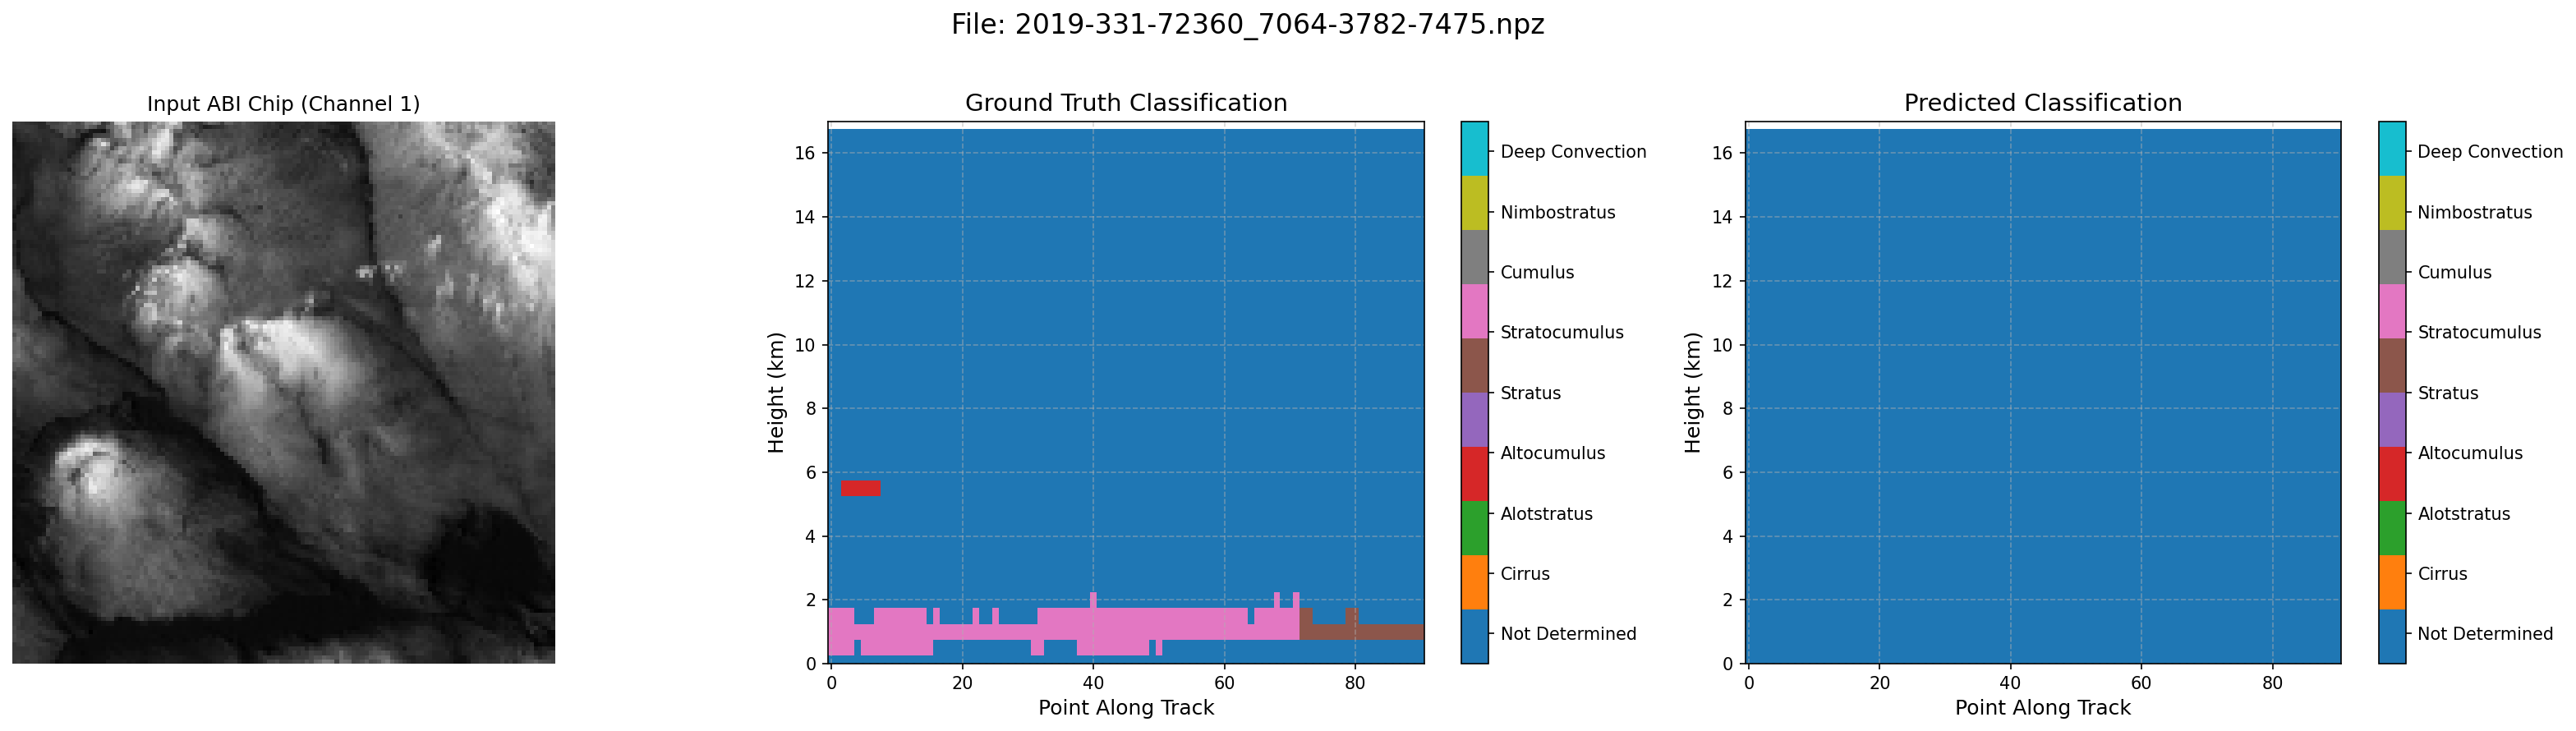 File: 2019-331-72360_7064-3782-7475.npz
Input ABI Chip (Channel 1)
Ground Truth Classification
Height (km)
16
14
12
10
8
6
4
2
0
0 20 40 60 80
Point Along Track
Deep Convection
Nimbostratus
Cumulus
Stratocumulus
Stratus
Altocumulus
Alotstratus
Cirrus
Not Determined
Predicted Classification
Height (km)
16
14
12
10
8
6
4
2
0
0 20 40 60 80
Point Along Track
Deep Convection
Nimbostratus
Cumulus
Stratocumulus
Stratus
Altocumulus
Alotstratus
Cirrus
Not Determined